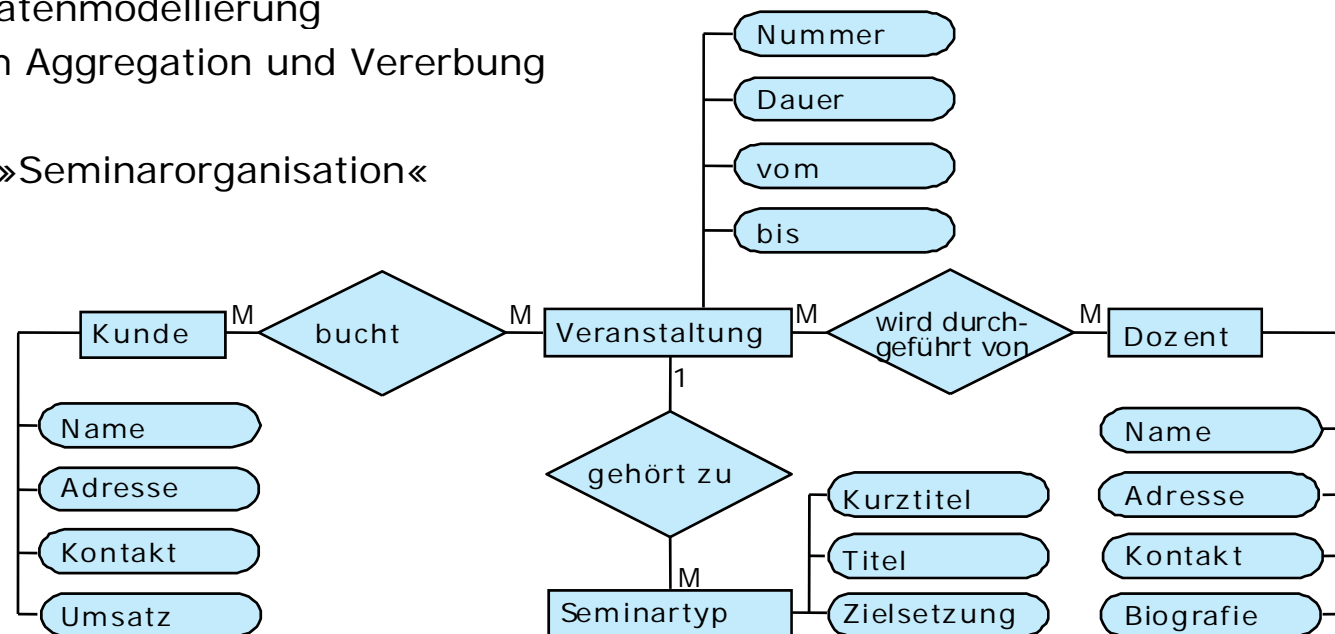 atenmodellierung
n Aggregation und Vererbung
»Seminarorganisation«
Nummer
Dauer
vom
bis
Kunde
M
bucht
M
Veranstaltung
M
wird durch-
geführt von
M
Dozent
1
gehört zu
M
Seminartyp
Name
Adresse
Kontakt
Umsatz
Kurztitel
Titel
Zielsetzung
Name
Adresse
Kontakt
Biografie